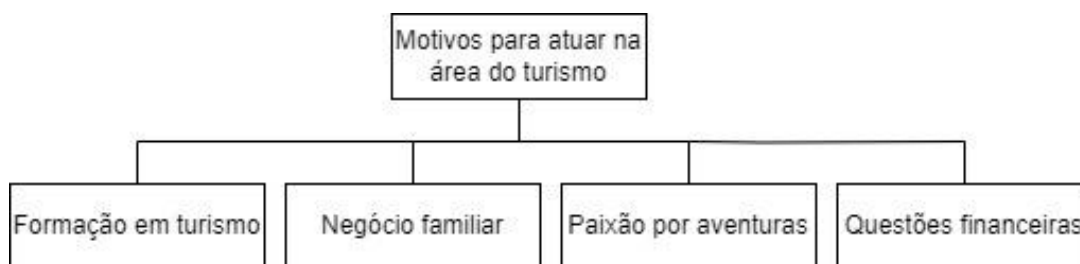 Motivos para atuar na
área do turismo
Formação em turismo
Negócio familiar
Paixão por aventuras
Questões financeiras